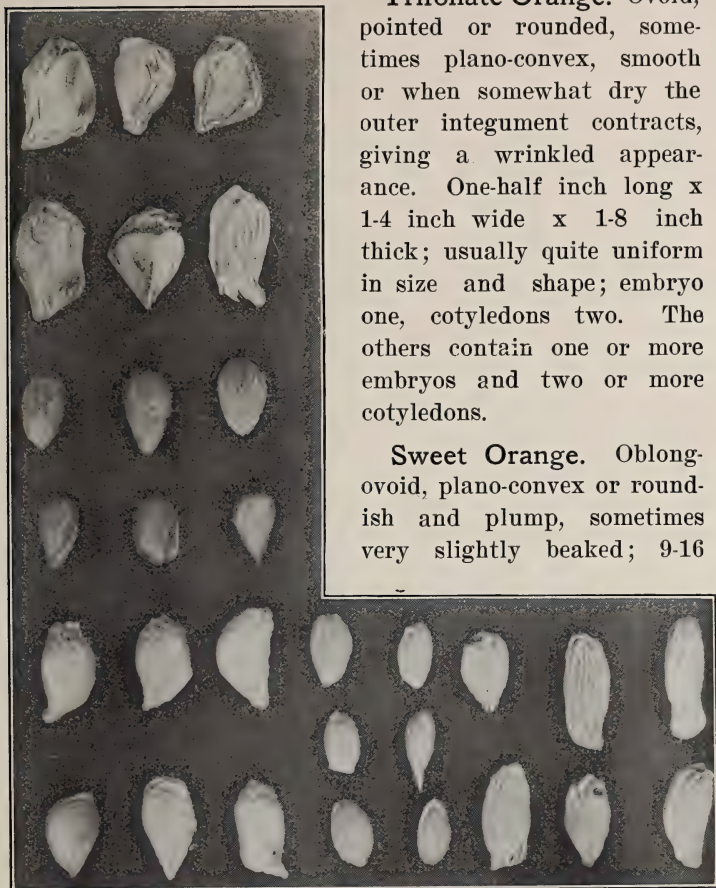 Trifoliate Orange. Ovoid,
pointed or rounded, some-
times plano-convex, smooth
or when somewhat dry the
outer integument contracts,
giving a wrinkled appear-
ance. One-half inch long x
1-4 inch wide x 1-8 inch
thick; usually quite uniform
in size and shape; embryo
one, cotyledons two. The
others contain one or more
embryos and two or more
cotyledons.
Sweet Orange. Oblong-
ovoid, plano-convex or round-
ish and plump, sometimes
very slightly beaked; 9-16